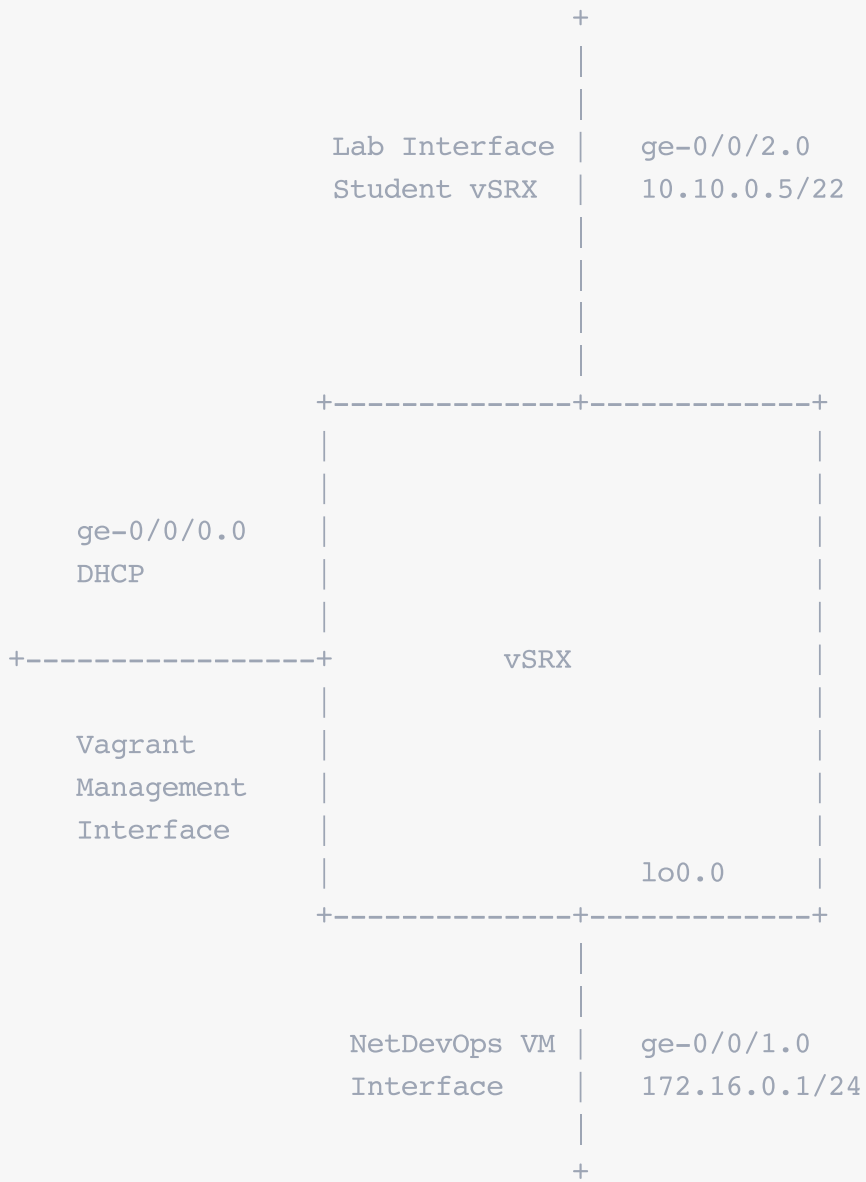 Lab Interface | ge-0/0/2.0
Student vSRX | 10.10.0.5/22
ge-0/0/0.0
DHCP
vSRX
Vagrant
Management
Interface
lo0.0
NetDevOps VM | ge-0/0/1.0
Interface | 172.16.0.1/24